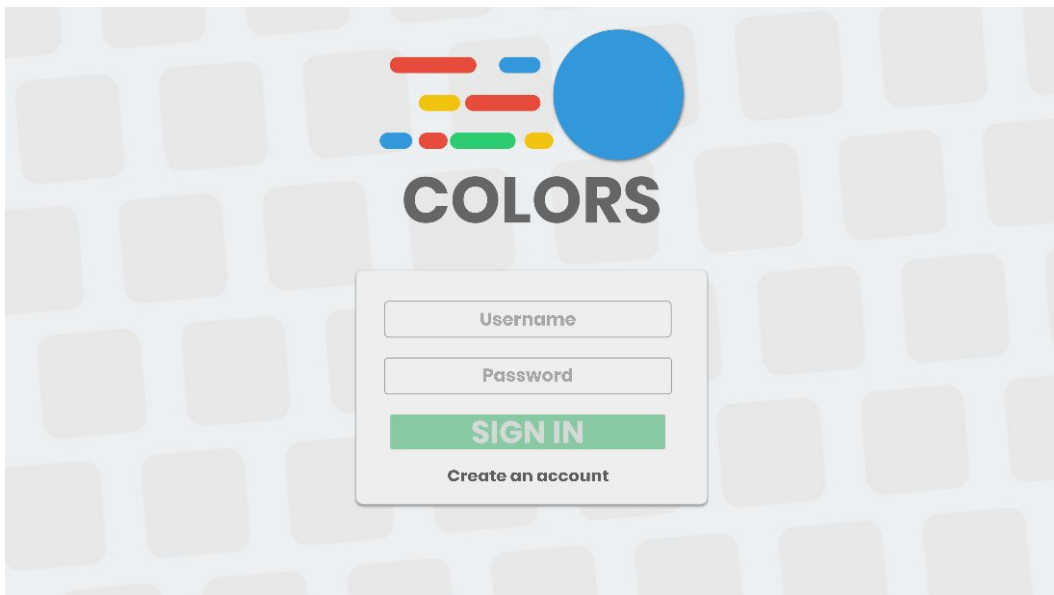 COLORS
Username
Password
SIGN IN
Create an account